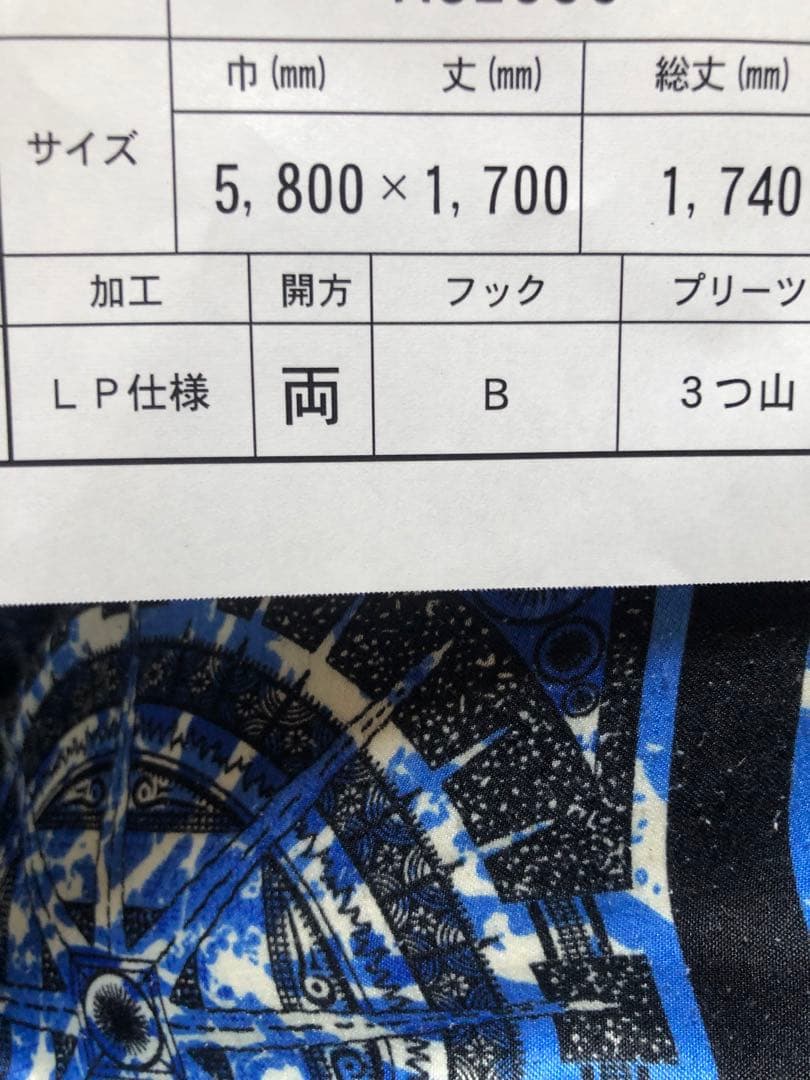 巾(mm) 丈(mm) 総丈(mm)
サイズ 5,800×1,700 1,740
加工 開方 フック プリーツ
LP仕様 両 B 3つ山